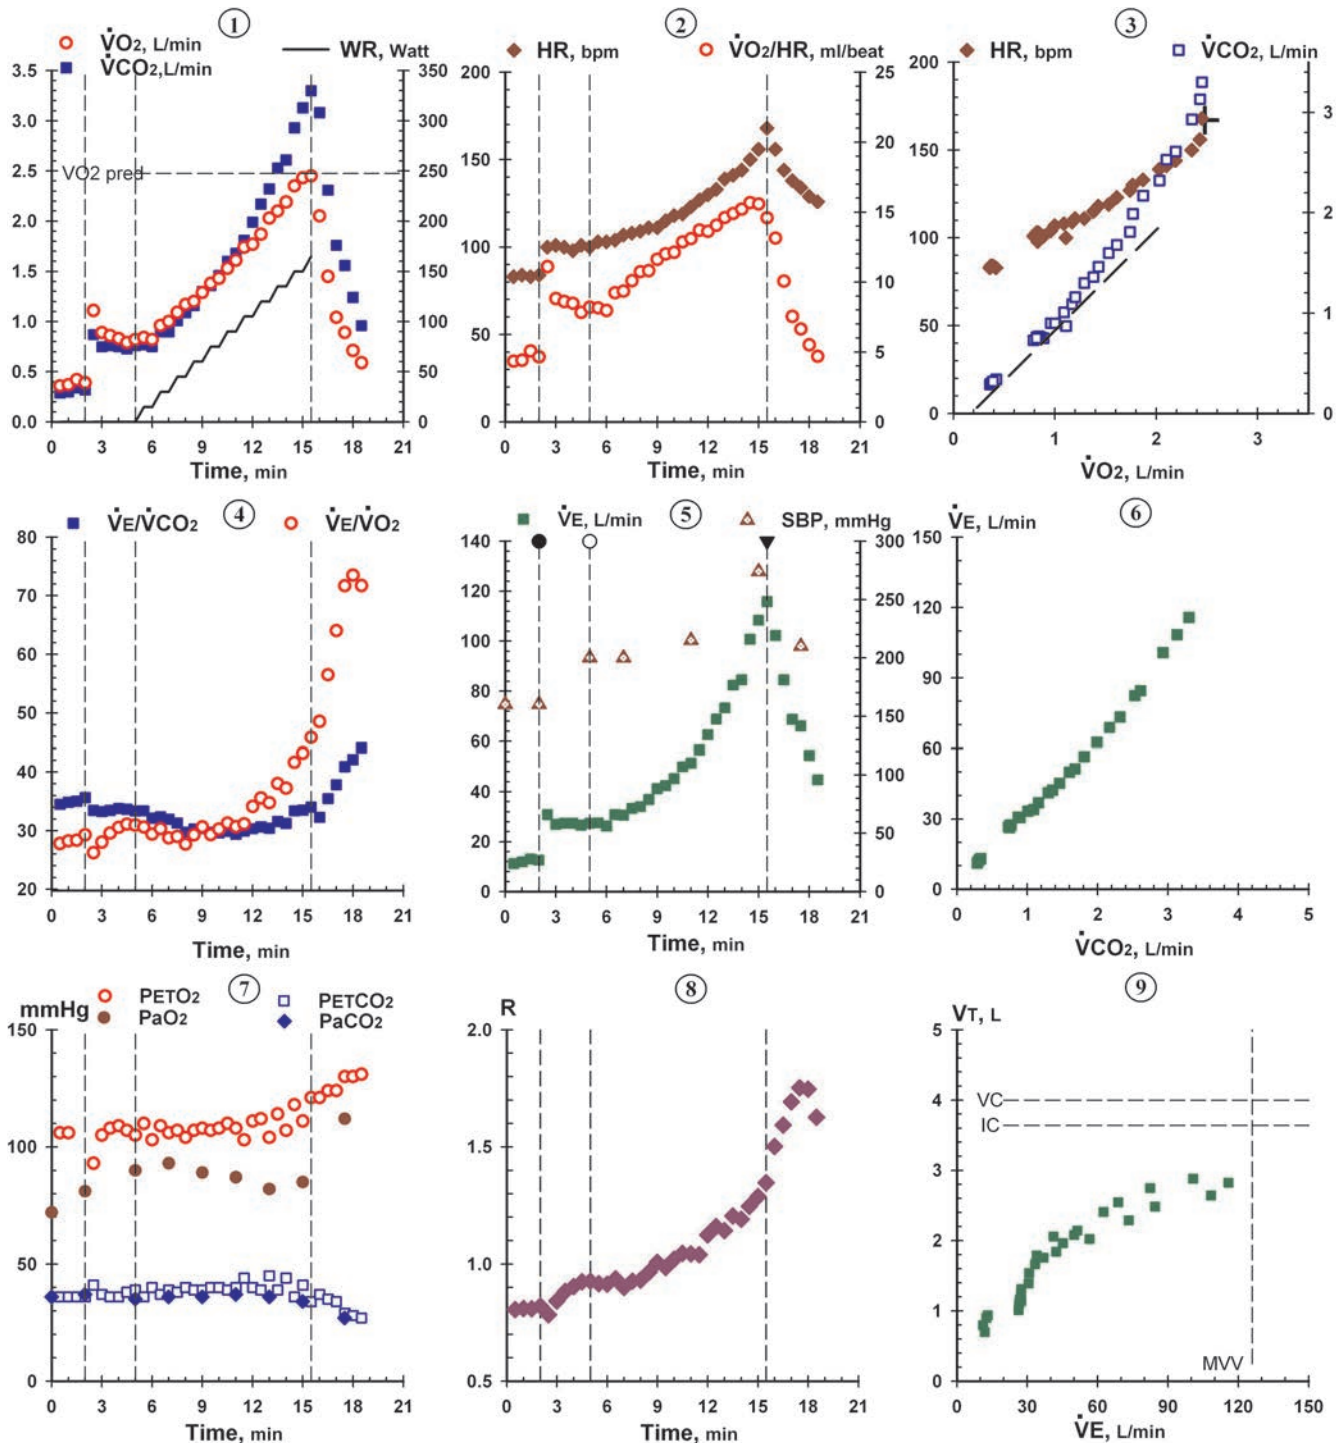 1
V̇O2, L/min
V̇CO2,L/min
WR, Watt
3.5
3.0
2.5
2.0
1.5
1.0
0.5
0.0
VO2 pred
350
300
250
200
150
100
50
0
0 3 6 9 12 15 18 21
Time, min
2
HR, bpm
V̇O2/HR, ml/beat
200
150
100
50
0
25
20
15
10
5
0
0 3 6 9 12 15 18 21
Time, min
3
HR, bpm
V̇CO2, L/min
200
150
100
50
0
3
2
1
0
0 1 2 3
V̇O2, L/min
4
V̇E/V̇CO2
V̇E/V̇O2
80
70
60
50
40
30
20
0 3 6 9 12 15 18 21
Time, min
5
V̇E, L/min
SBP, mmHg
140
120
100
80
60
40
20
0
300
250
200
150
100
50
0
0 3 6 9 12 15 18 21
Time, min
6
V̇E, L/min
150
120
90
60
30
0
0 1 2 3 4 5
V̇CO2, L/min
7
mmHg
PETO2
PaO2
PETCO2
PaCO2
150
100
50
0
0 3 6 9 12 15 18 21
Time, min
8
R
2.0
1.5
1.0
0.5
0 3 6 9 12 15 18 21
Time, min
9
VT, L
5
4
3
2
1
0
VC
IC
MVV
0 30 60 90 120 150
V̇E, L/min